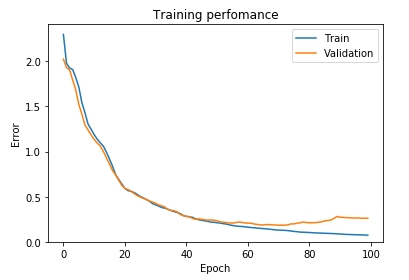 Training perfomance
Train
Validation
Error
2.0
1.5
1.0
0.5
0.0
0 20 40 60 80 100
Epoch